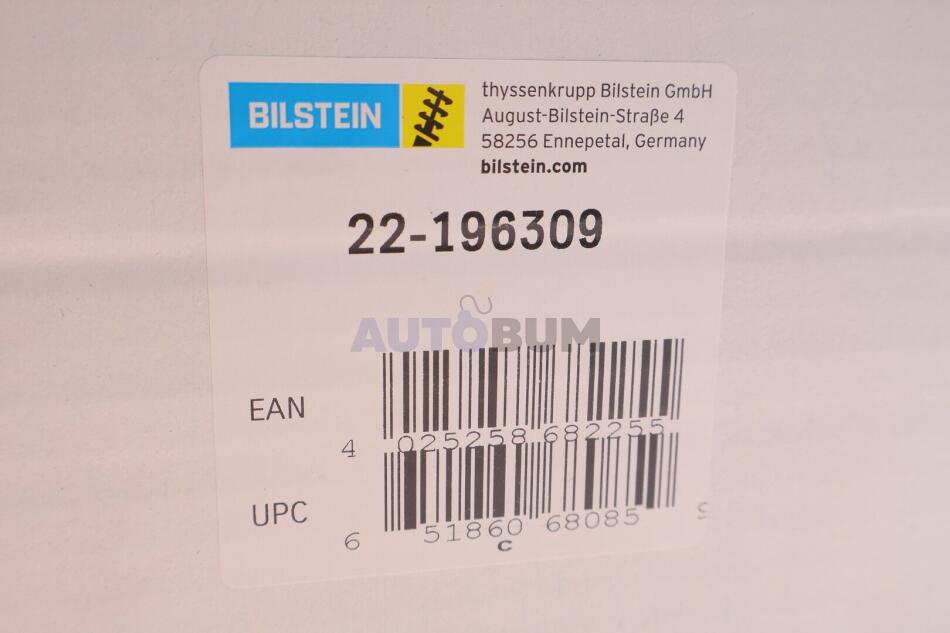 BILSTEIN
thyssenkrupp Bilstein GmbH
August-Bilstein-Straße 4
58256 Ennepetal, Germany
bilstein.com
22-196309
AUTOBUM
EAN
4 025258 682255
UPC
6 51860 68085 9
C